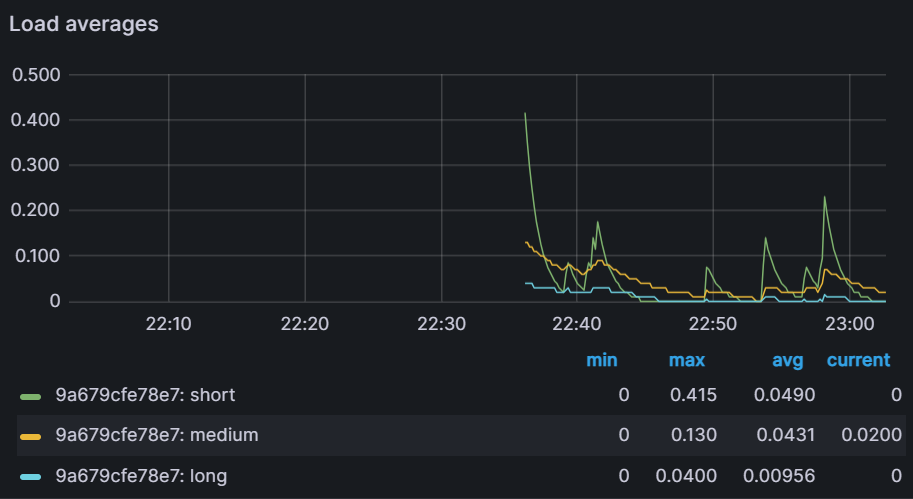 Load averages
0.500
0.400
0.300
0.200
0.100
0
22:10 22:20 22:30 22:40 22:50 23:00
min max avg current
9a679cfe78e7: short 0 0.415 0.0490 0
9a679cfe78e7: medium 0 0.130 0.0431 0.0200
9a679cfe78e7: long 0 0.0400 0.00956 0